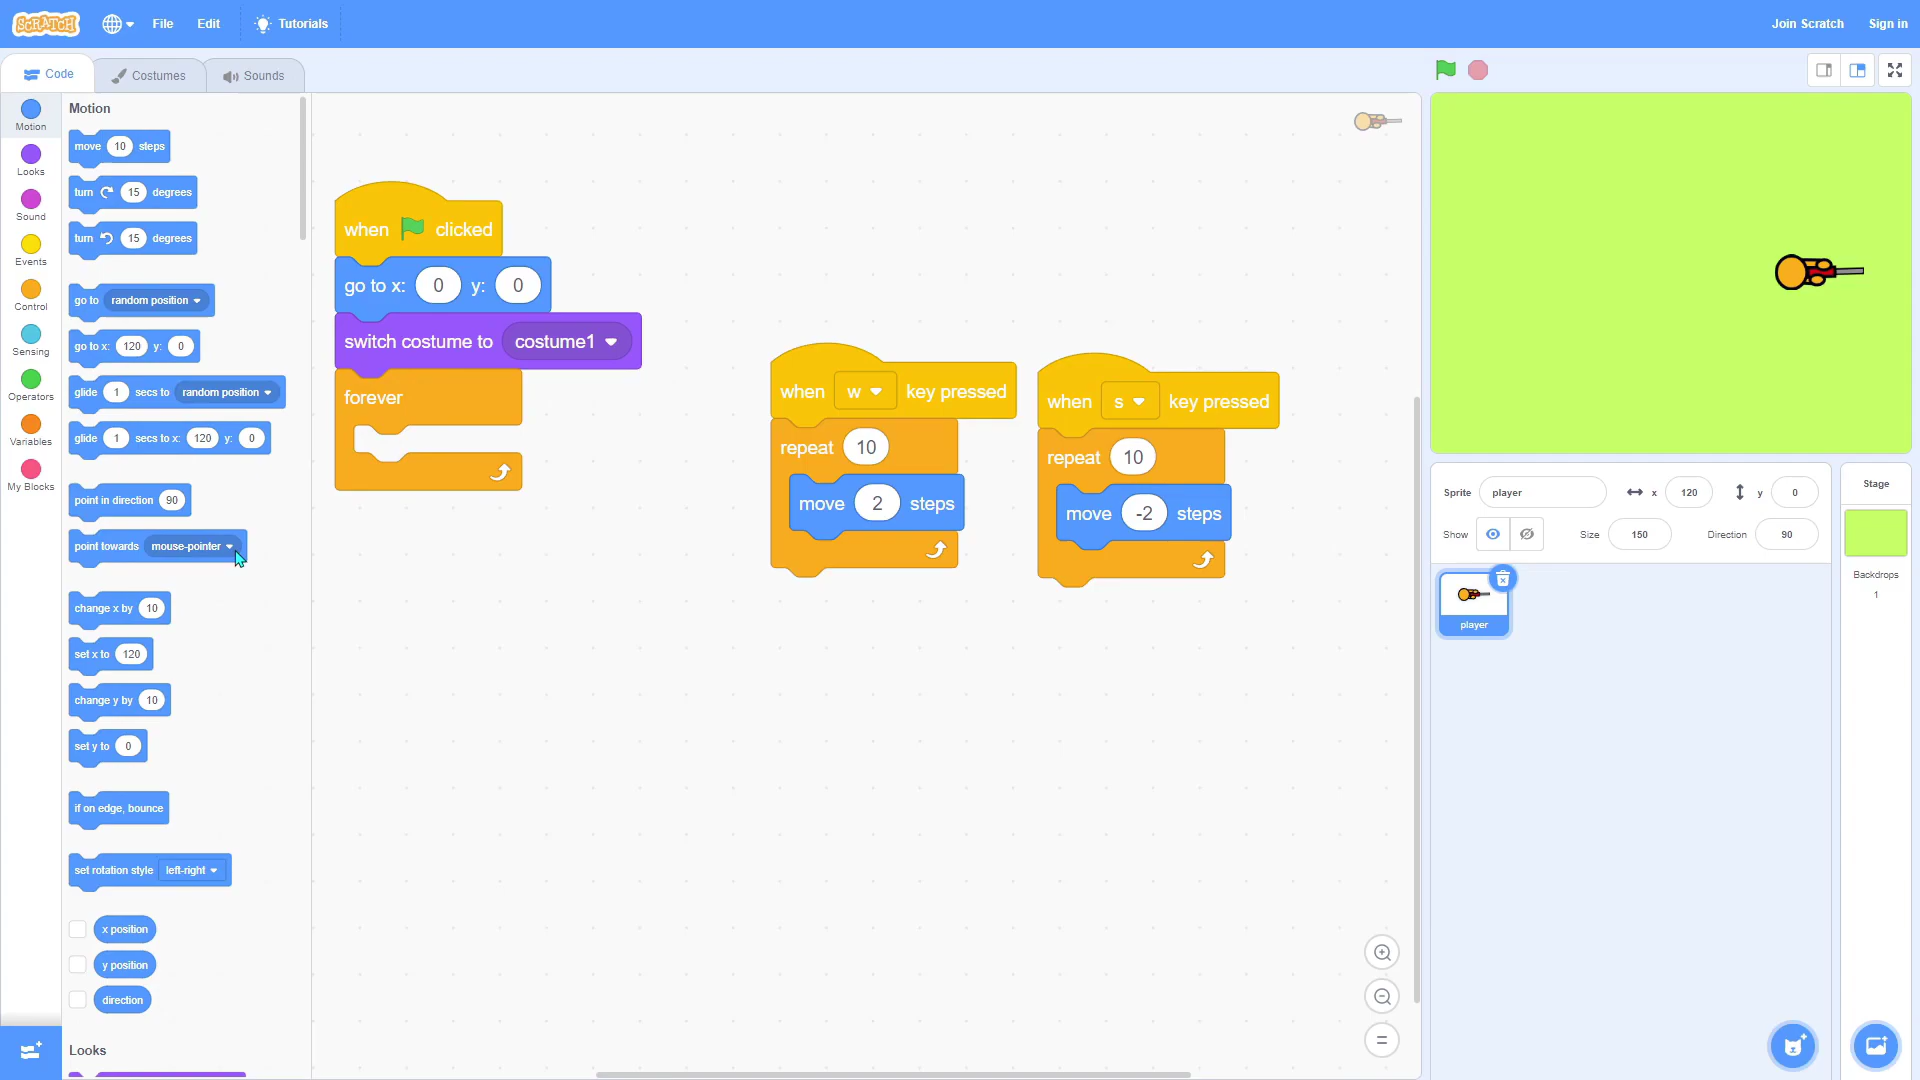 SCRATCH
File
Edit
Tutorials
Join Scratch
Sign in
Code
Costumes
Sounds
Motion
Looks
Sound
Events
Control
Sensing
Operators
Variables
My Blocks
Motion
move 10 steps
turn 15 degrees
turn 15 degrees
go to random position
go to x: 120 y: 0
glide 1 secs to random position
glide 1 secs to x: 120 y: 0
point in direction 90
point towards mouse-pointer
change x by 10
set x to 120
change y by 10
set y to 0
if on edge, bounce
set rotation style left-right
x position
y position
direction
Looks
when clicked
go to x: 0 y: 0
switch costume to costume1
forever
when w key pressed
repeat 10
move 2 steps
when s key pressed
repeat 10
move -2 steps
Sprite player x 120 y 0
Show Size 150 Direction 90
player
Stage
Backdrops
1